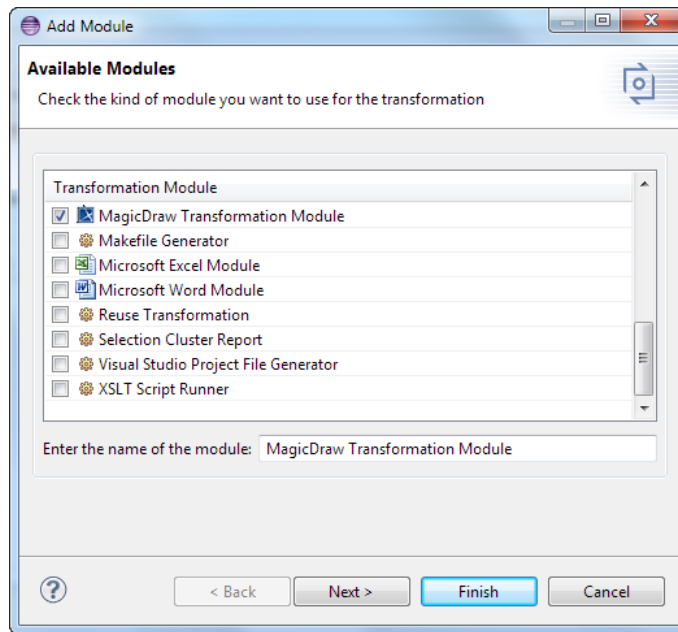 Add Module
Available Modules
Check the kind of module you want to use for the transformation
Transformation Module
MagicDraw Transformation Module
Makefile Generator
Microsoft Excel Module
Microsoft Word Module
Reuse Transformation
Selection Cluster Report
Visual Studio Project File Generator
XSLT Script Runner
Enter the name of the module: MagicDraw Transformation Module
< Back Next > Finish Cancel